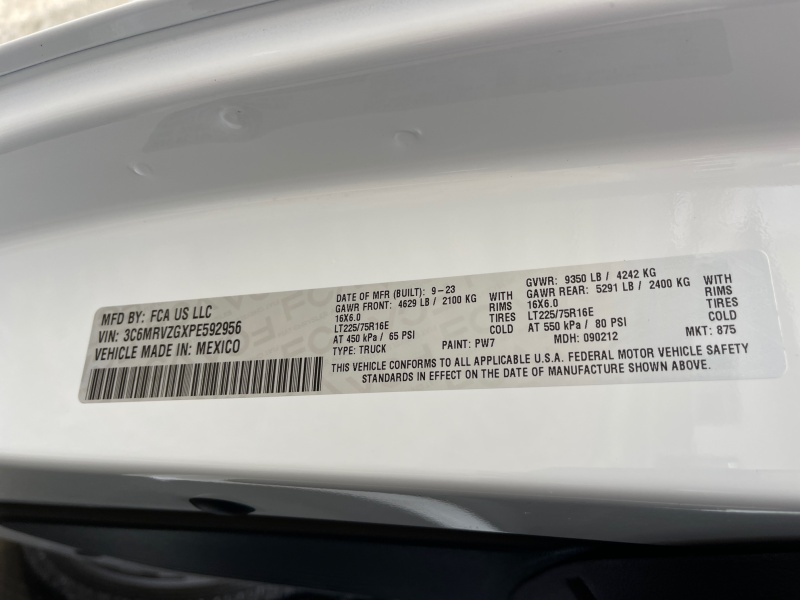 MFD BY: FCA US LLC
VIN: 3C6MRVZGXPE592956
VEHICLE MADE IN: MEXICO
DATE OF MFR (BUILT): 9-23 GVWR: 9350 LB / 4242 KG
GAWR FRONT: 4629 LB / 2100 KG WITH GAWR REAR: 5291 LB / 2400 KG WITH
16X6.0 RIMS 16X6.0 RIMS
LT225/75R16E TIRES LT225/75R16E TIRES
AT 450 kPa / 65 PSI COLD AT 550 kPa / 80 PSI COLD
TYPE: TRUCK PAINT: PW7 MDH: 090212 MKT: 875
THIS VEHICLE CONFORMS TO ALL APPLICABLE U.S.A. FEDERAL MOTOR VEHICLE SAFETY
STANDARDS IN EFFECT ON THE DATE OF MANUFACTURE SHOWN ABOVE.